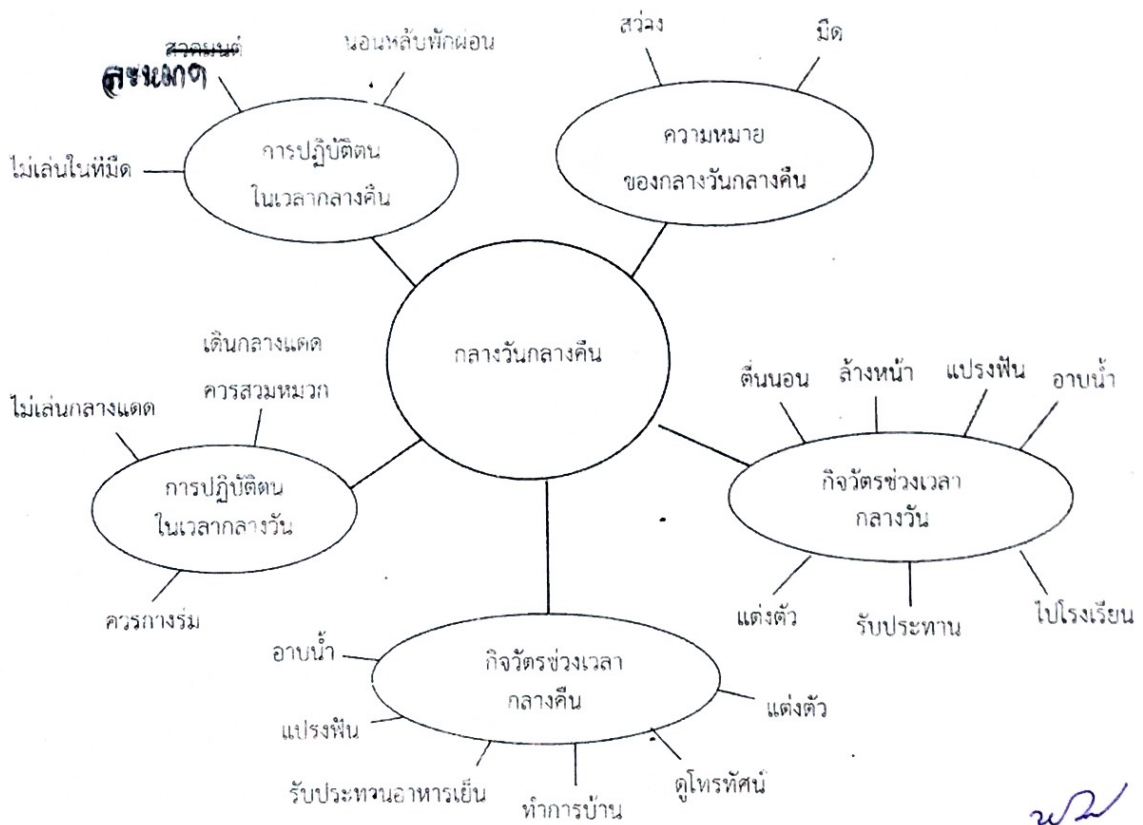 สวดมนต์
ละหมาด
นอนหลับพักผ่อน
สว่าง
มืด
ไม่เล่นในที่มืด
การปฏิบัติตน
ในเวลากลางคืน
ความหมาย
ของกลางวันกลางคืน
กลางวันกลางคืน
เดินกลางแดด
ควรสวมหมวก
ไม่เล่นกลางแดด
การปฏิบัติตน
ในเวลากลางวัน
ควรกางร่ม
ตื่นนอน
ล้างหน้า
แปรงฟัน
อาบน้ำ
กิจวัตรช่วงเวลา
กลางวัน
แต่งตัว
รับประทาน
ไปโรงเรียน
อาบน้ำ
กิจวัตรช่วงเวลา
กลางคืน
แต่งตัว
แปรงฟัน
รับประทานอาหารเย็น
ทำการบ้าน
ดูโทรทัศน์